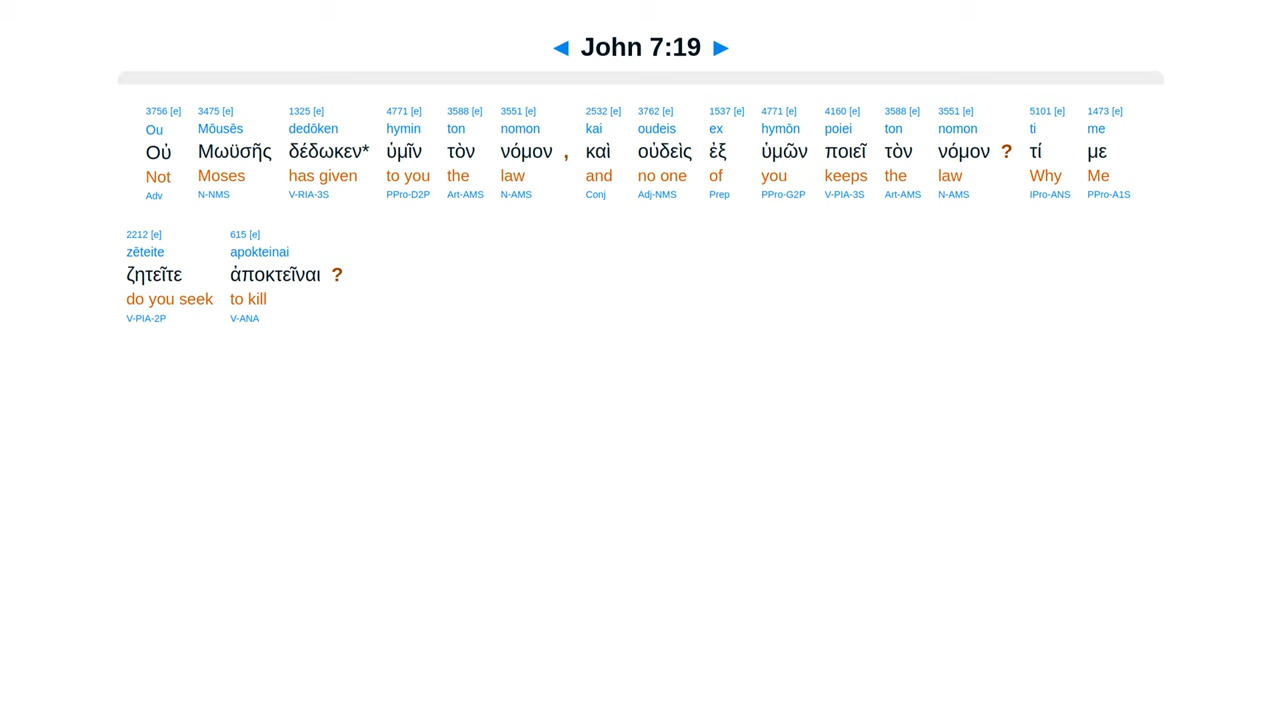 ◄ John 7:19 ►
3756 [e] 3475 [e] 1325 [e] 4771 [e] 3588 [e] 3551 [e] 2532 [e] 3762 [e] 1537 [e] 4771 [e] 4160 [e] 3588 [e] 3551 [e] 5101 [e] 1473 [e]
Ou Mōusēs dedōken hymin ton nomon kai oudeis ex hymōn poiei ton nomon ti me
Οὐ Μωϋσῆς δέδωκεν* ὑμῖν τὸν νόμον , καὶ οὐδεὶς ἐξ ὑμῶν ποιεῖ τὸν νόμον ? τί με
Not Moses has given to you the law and no one of you keeps the law Why Me
Adv N-NMS V-RIA-3S PPro-D2P Art-AMS N-AMS Conj Adj-NMS Prep PPro-G2P V-PIA-3S Art-AMS N-AMS IPro-ANS PPro-A1S
2212 [e] 615 [e]
zēteite apokteinai
ζητεῖτε ἀποκτεῖναι ?
do you seek to kill
V-PIA-2P V-ANA